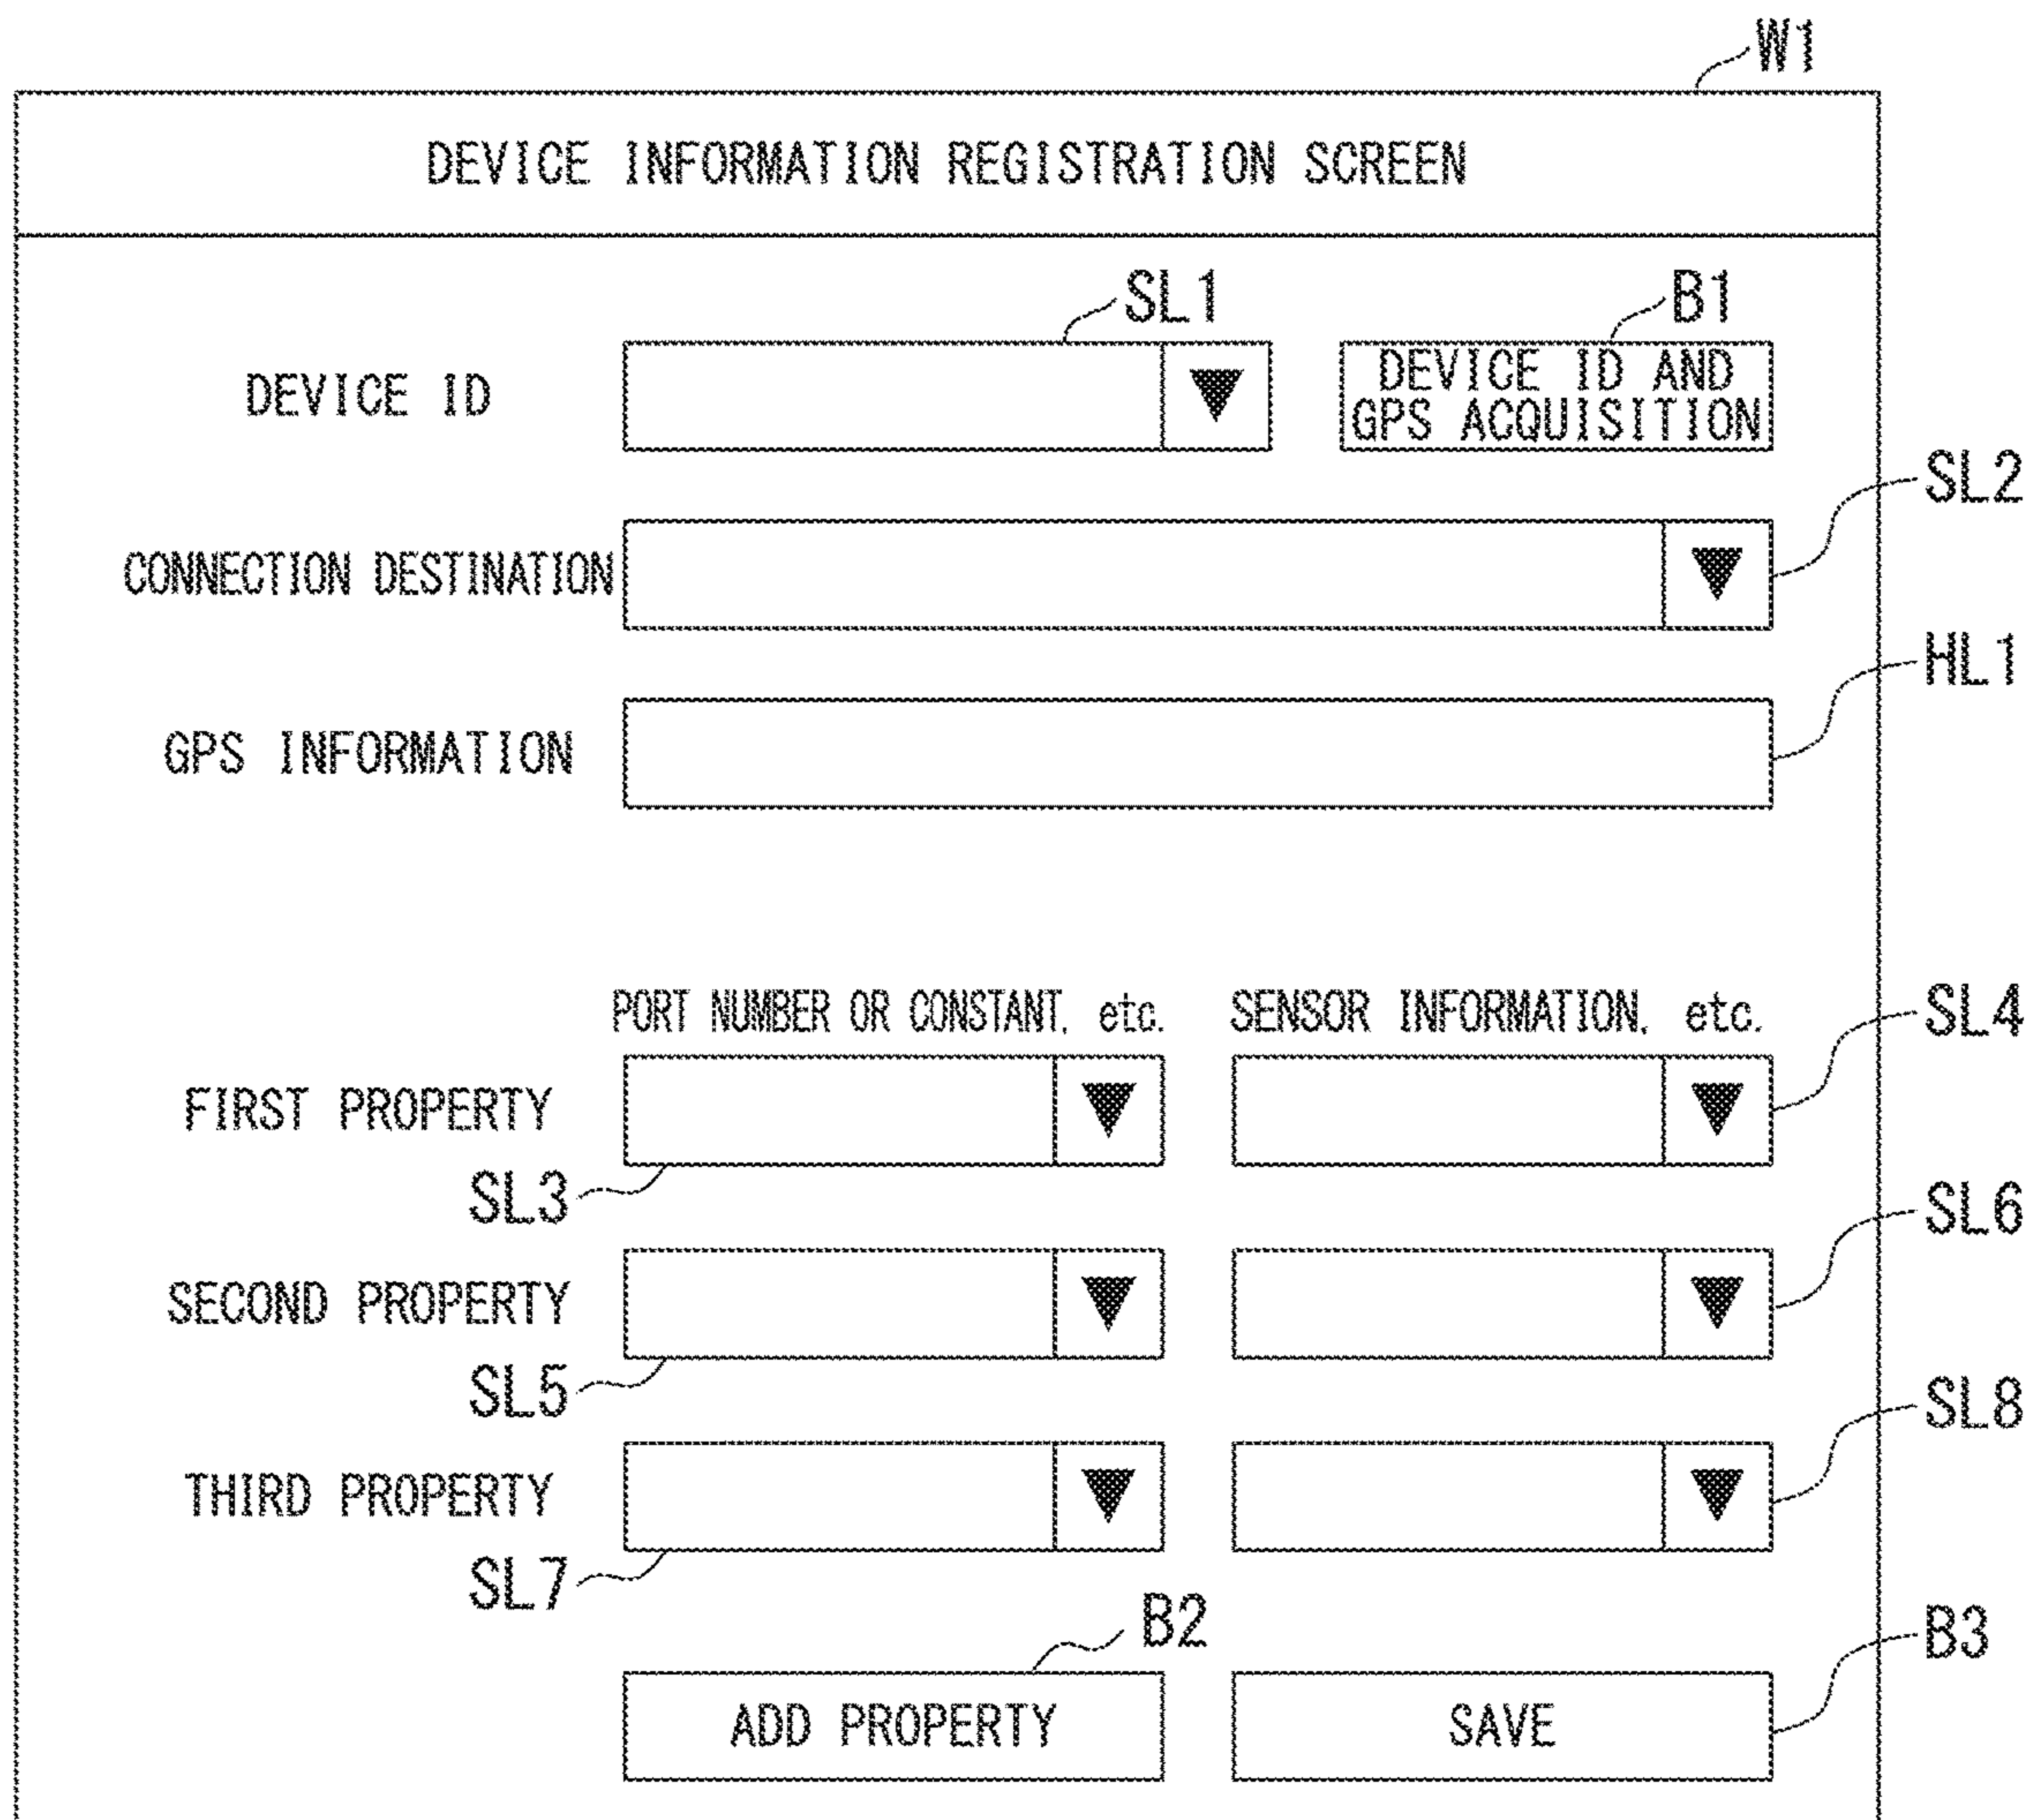 W1
DEVICE INFORMATION REGISTRATION SCREEN
SL1
B1
DEVICE ID
DEVICE ID AND
GPS ACQUISITION
SL2
CONNECTION DESTINATION
HL1
GPS INFORMATION
PORT NUMBER OR CONSTANT, etc.
SENSOR INFORMATION, etc.
SL4
FIRST PROPERTY
SL3
SL6
SECOND PROPERTY
SL5
SL8
THIRD PROPERTY
SL7
B2
B3
ADD PROPERTY
SAVE